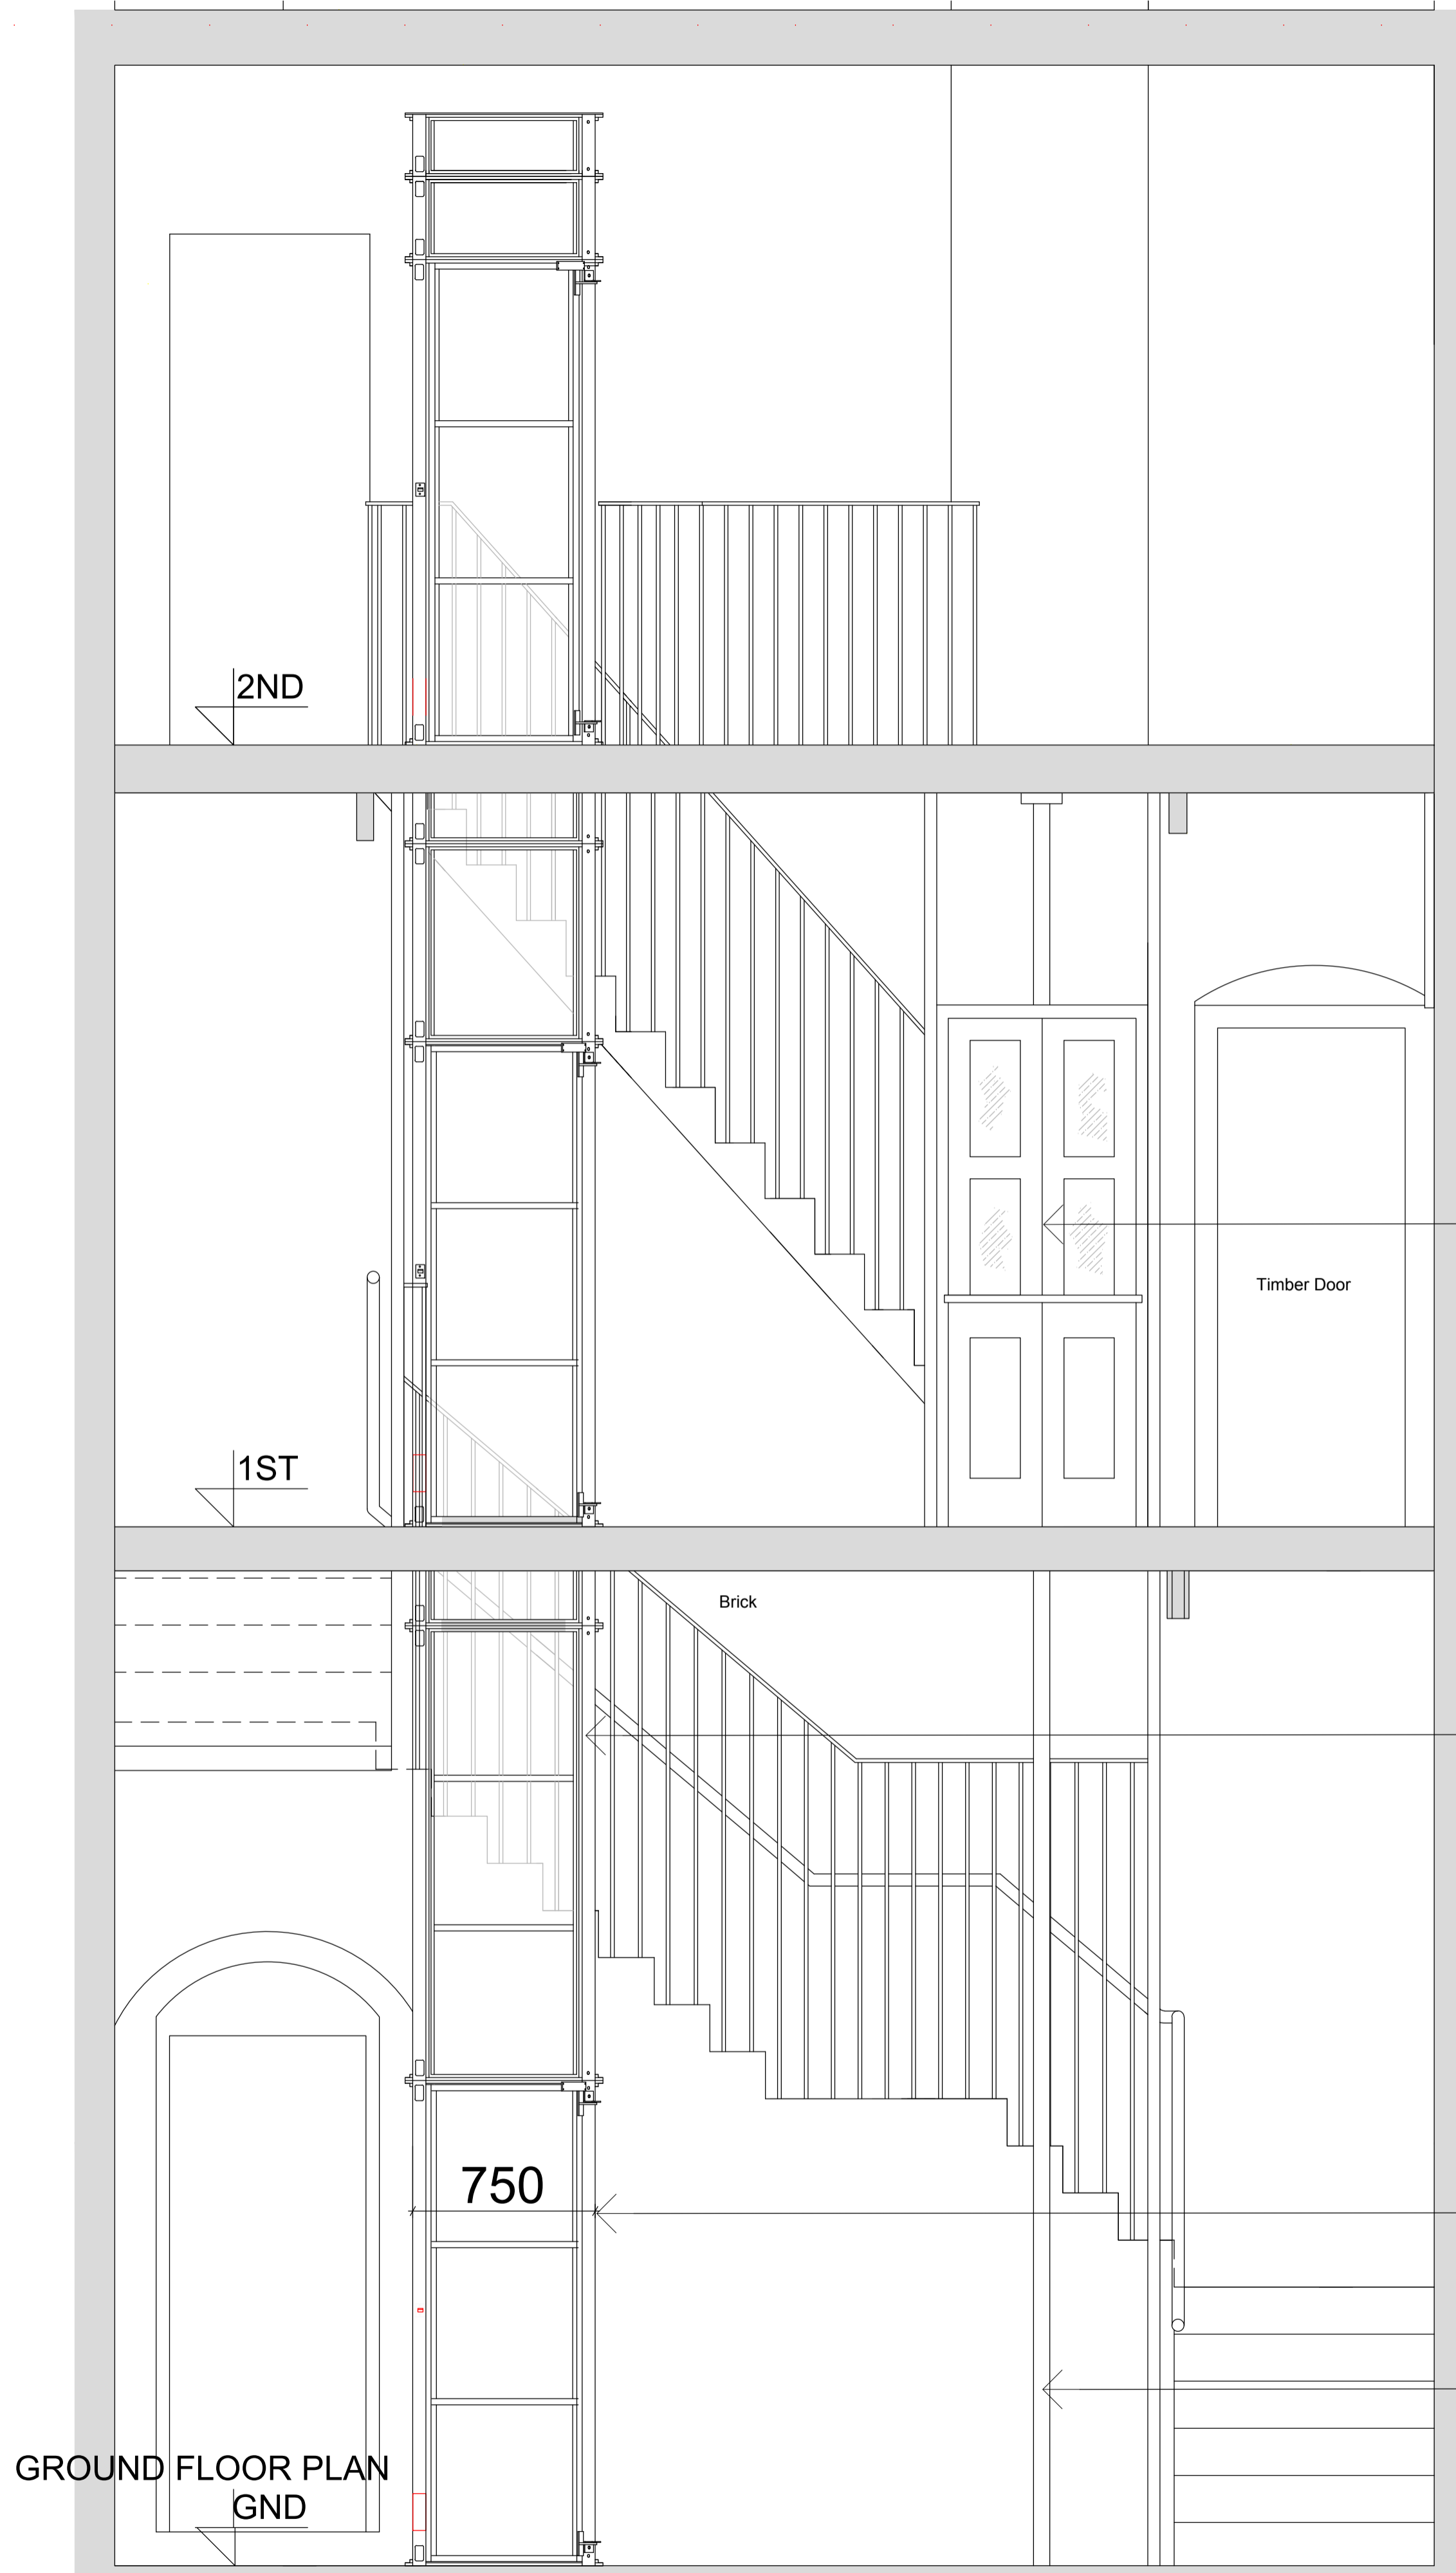 2ND
Timber Door
1ST
Brick
750
GROUND FLOOR PLAN
GND